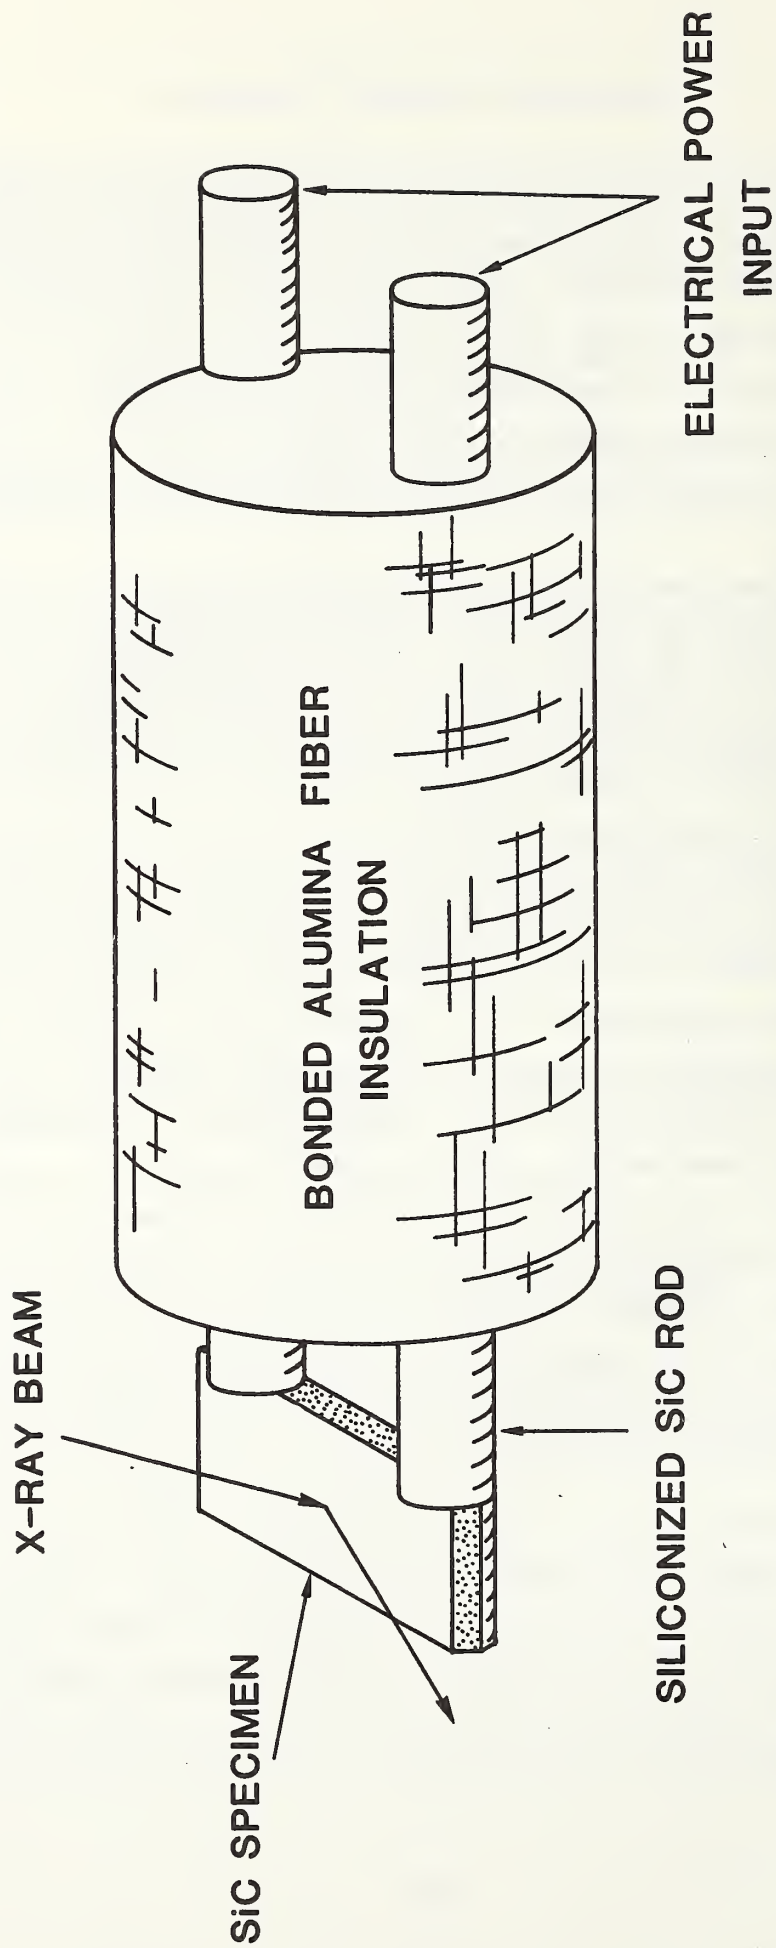 X-RAY BEAM
SiC SPECIMEN
BONDED ALUMINA FIBER
INSULATION
SILICONIZED SiC ROD
ELECTRICAL POWER
INPUT